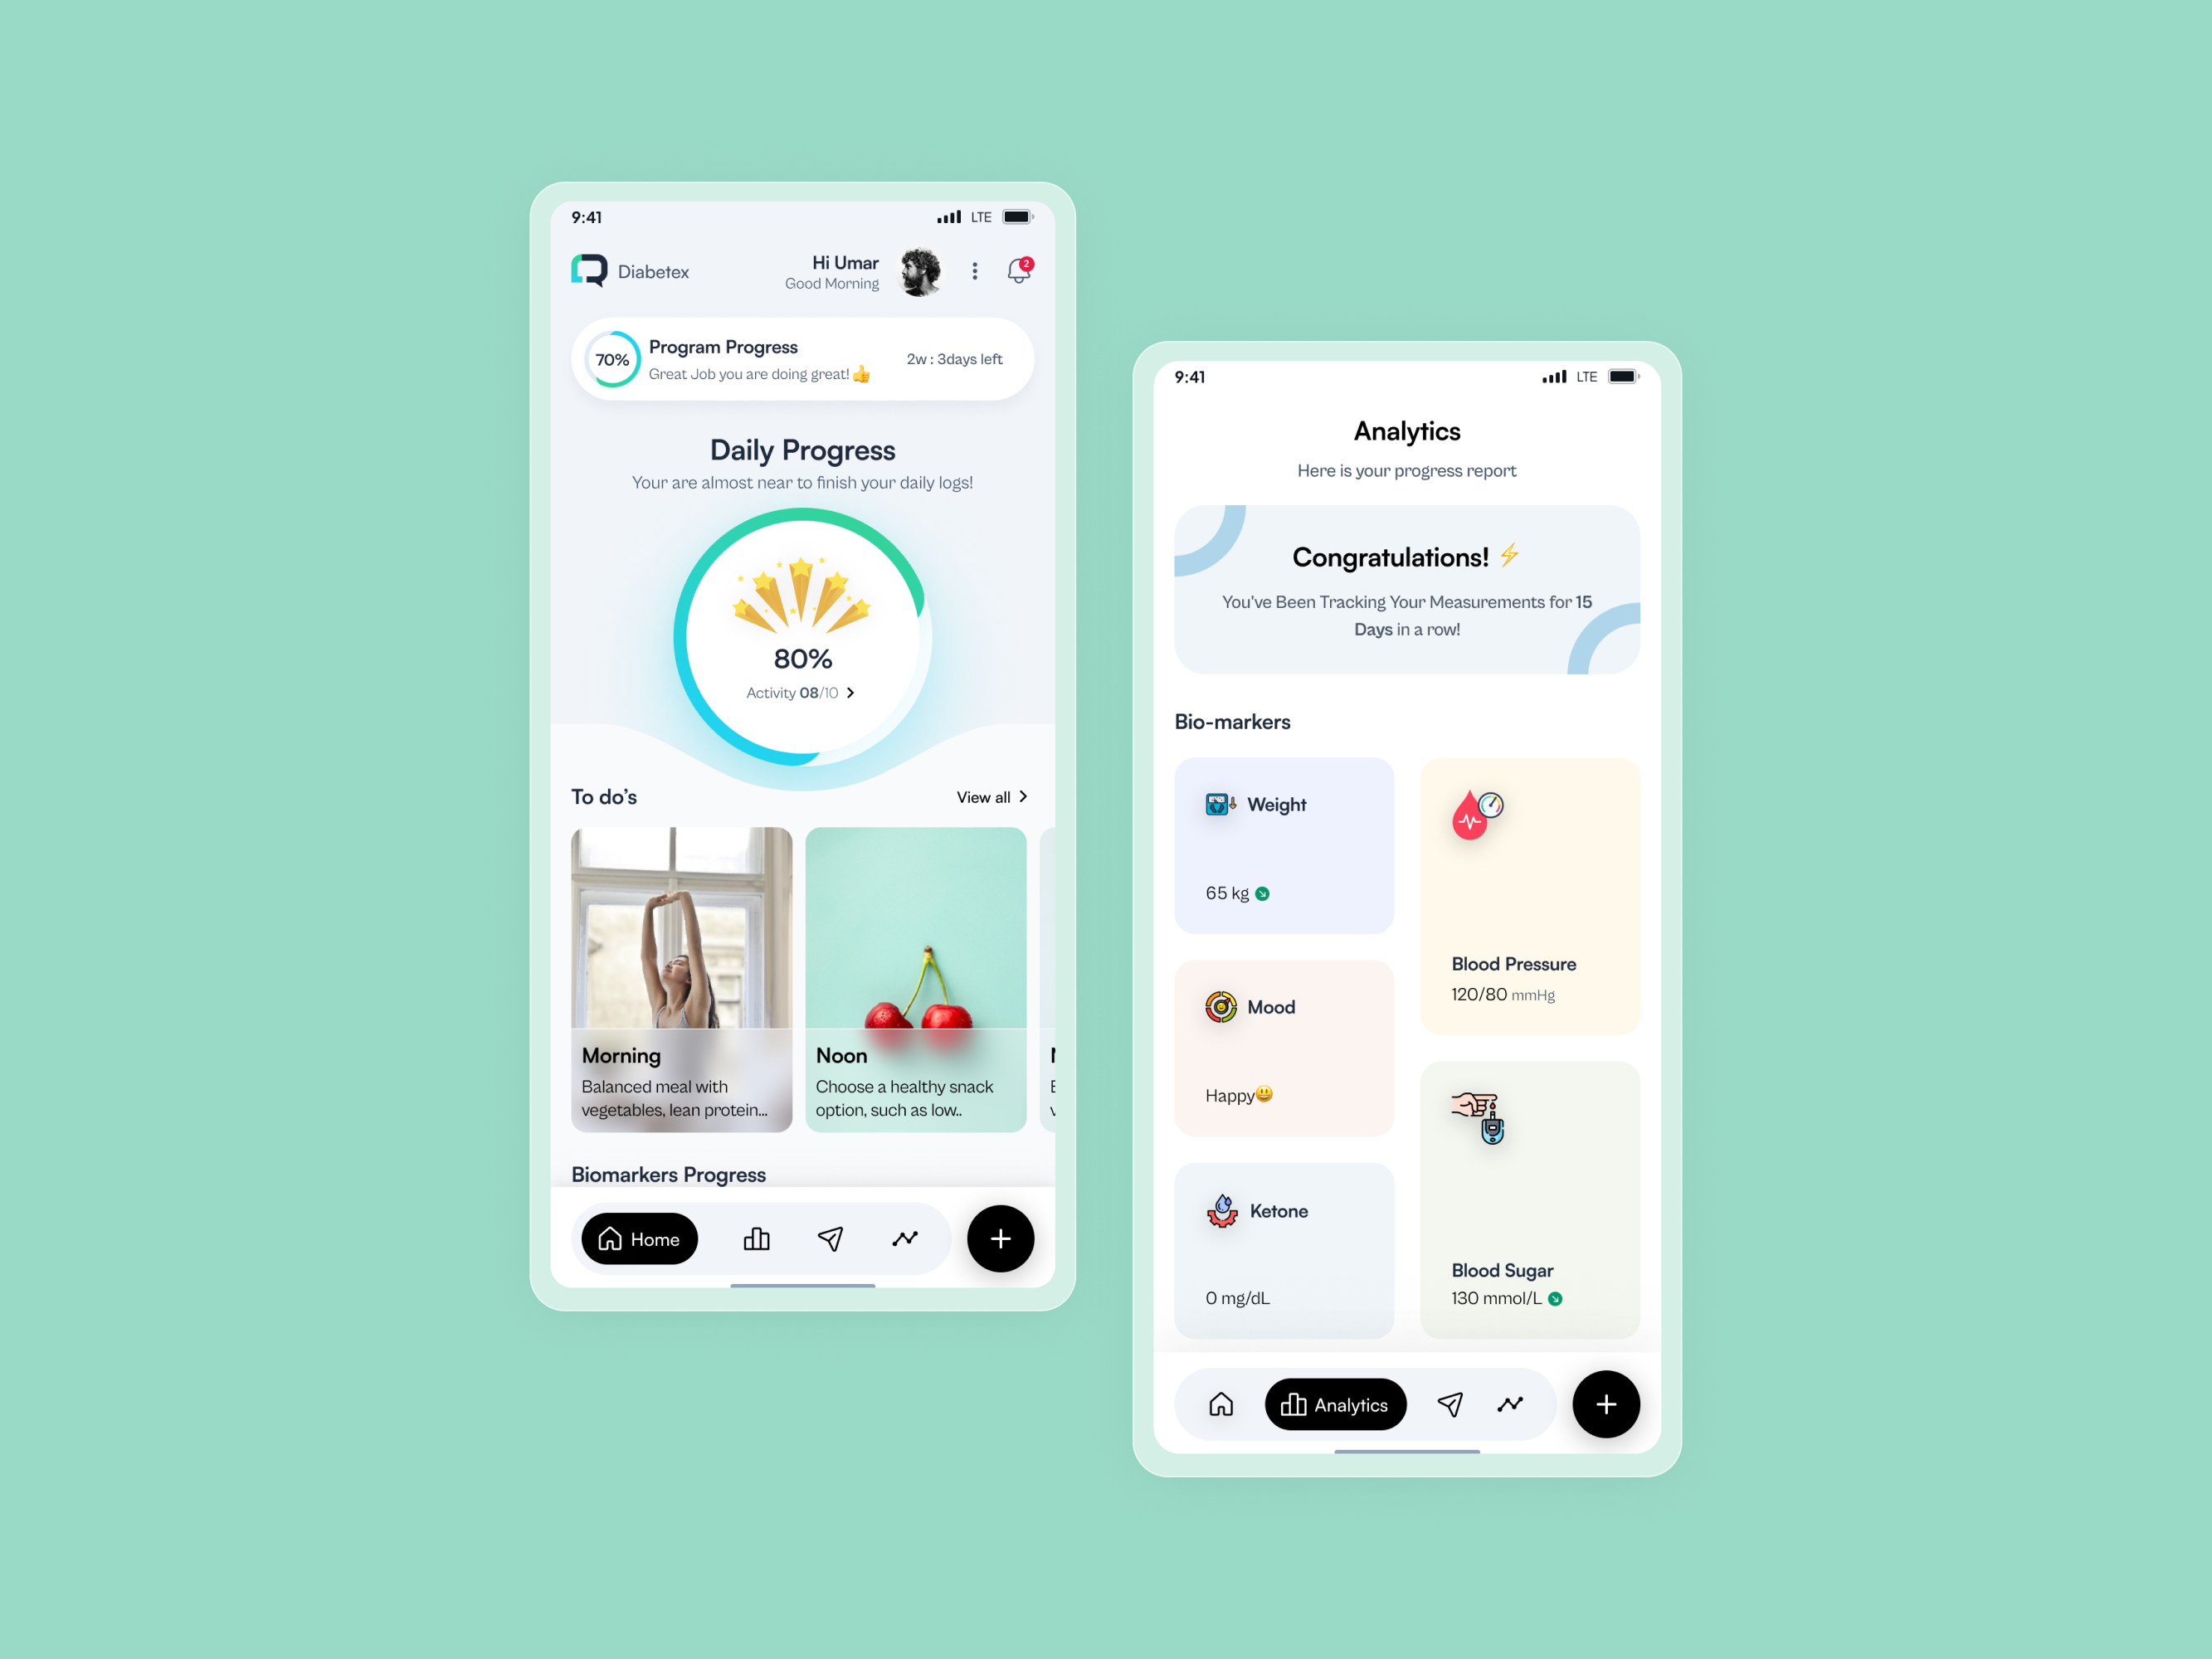 9:41
LTE
Diabetex
Hi Umar
Good Morning
2
70%
Program Progress
Great Job you are doing great!👍
2w : 3days left
Daily Progress
Your are almost near to finish your daily logs!
80%
Activity 08/10
To do’s
View all
Morning
Balanced meal with
vegetables, lean protein...
Noon
Choose a healthy snack
option, such as low..
Biomarkers Progress
Home
9:41
LTE
Analytics
Here is your progress report
Congratulations! ⚡
You've Been Tracking Your Measurements for 15
Days in a row!
Bio-markers
Weight
65 kg
Blood Pressure
120/80 mmHg
Mood
Happy😃
Ketone
0 mg/dL
Blood Sugar
130 mmol/L
Analytics